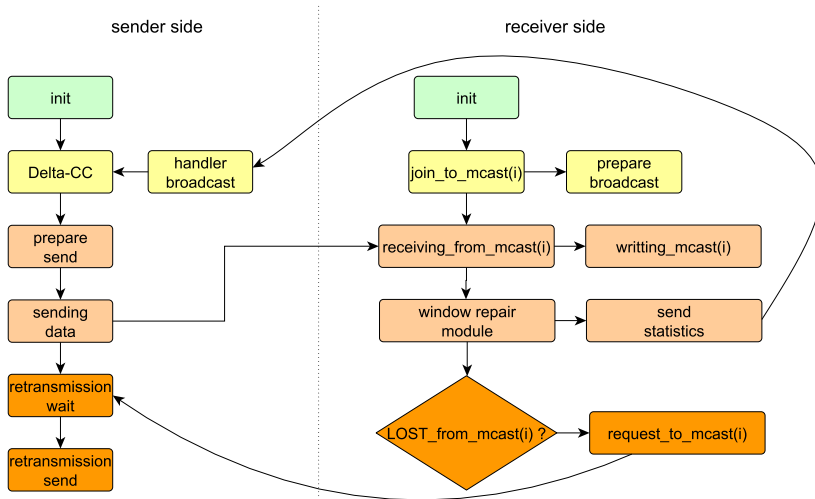 sender side
receiver side
init
init
Delta-CC
handler
broadcast
join_to_mcast(i)
prepare
broadcast
prepare
send
receiving_from_mcast(i)
writting_mcast(i)
sending
data
window repair
module
send
statistics
retransmission
wait
LOST_from_mcast(i) ?
request_to_mcast(i)
retransmission
send